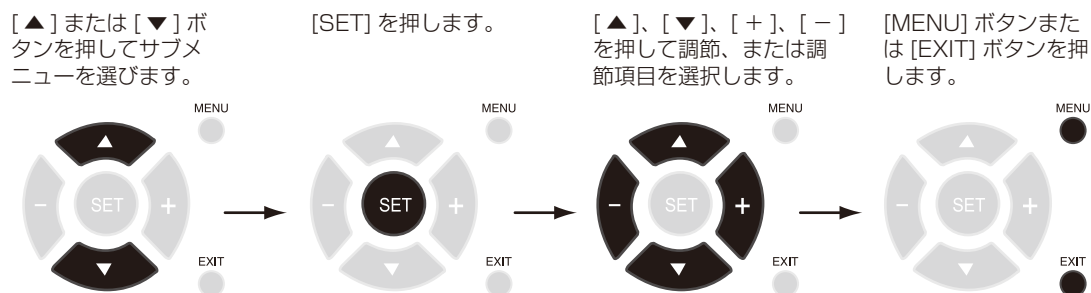 [ ▲ ] または [ ▼ ] ボ
タンを押してサブメ
ニューを選びます。
MENU
▲
− SET +
▼
EXIT
[SET] を押します。
MENU
▲
− SET +
▼
EXIT
[ ▲ ]、[ ▼ ]、[ + ]、[ − ]
を押して調節、または調
節項目を選択します。
MENU
▲
− SET +
▼
EXIT
[MENU] ボタンまた
は [EXIT] ボタンを押
します。
MENU
▲
− SET +
▼
EXIT